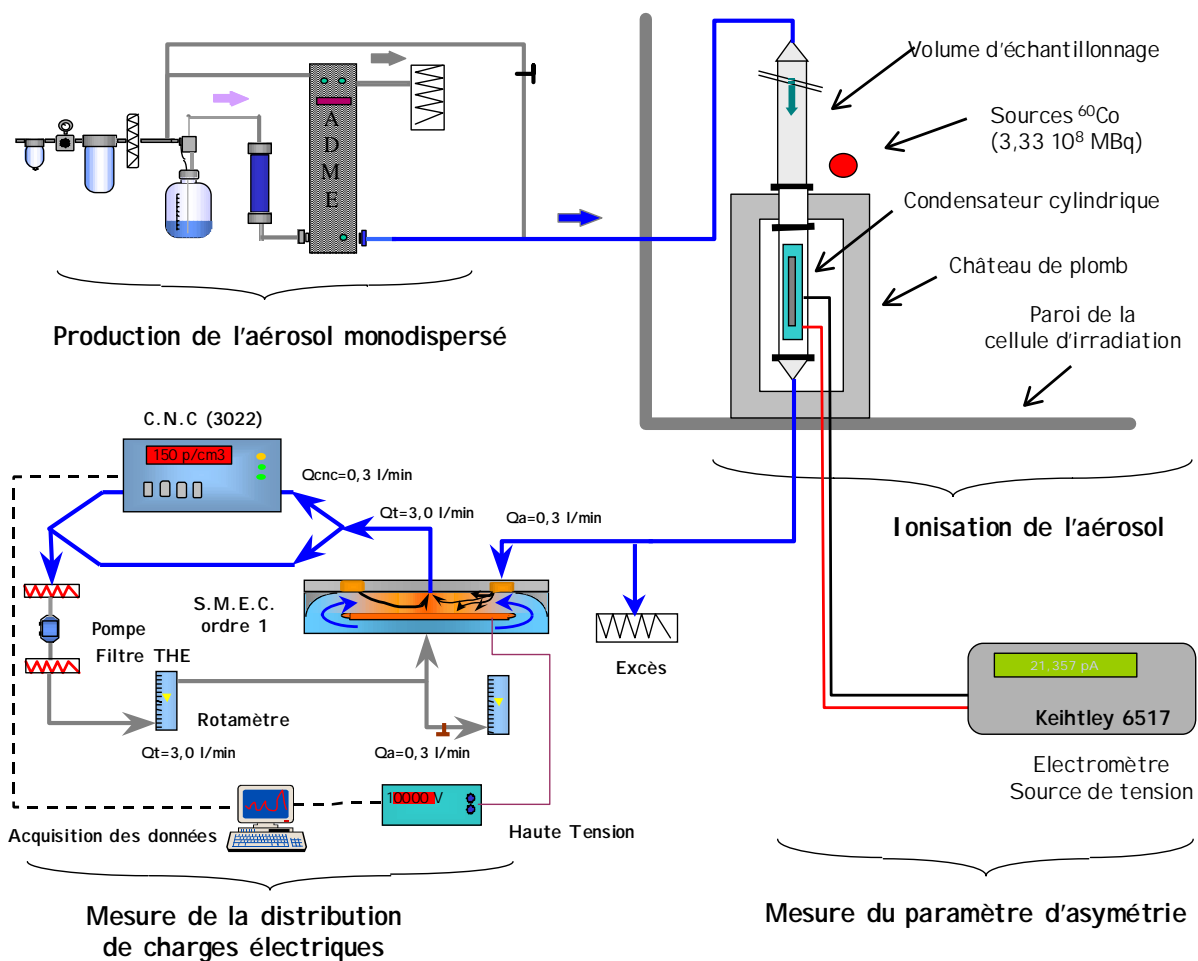 A
D
M
E
Production de l'aérosol monodispersé
Volume d'échantillonnage
Sources ⁶⁰Co
(3,33 10⁸ MBq)
Condensateur cylindrique
Château de plomb
Paroi de la
cellule d'irradiation
Ionisation de l'aérosol
C.N.C (3022)
150 p/cm3
Qcnc=0,3 l/min
Qt=3,0 l/min
Qa=0,3 l/min
S.M.E.C.
ordre 1
Pompe
Filtre THE
Rotamètre
Qt=3,0 l/min
Qa=0,3 l/min
Excès
10000 V
Acquisition des données
Haute Tension
Mesure de la distribution
de charges électriques
21,357 pA
Keihtley 6517
Electromètre
Source de tension
Mesure du paramètre d'asymétrie